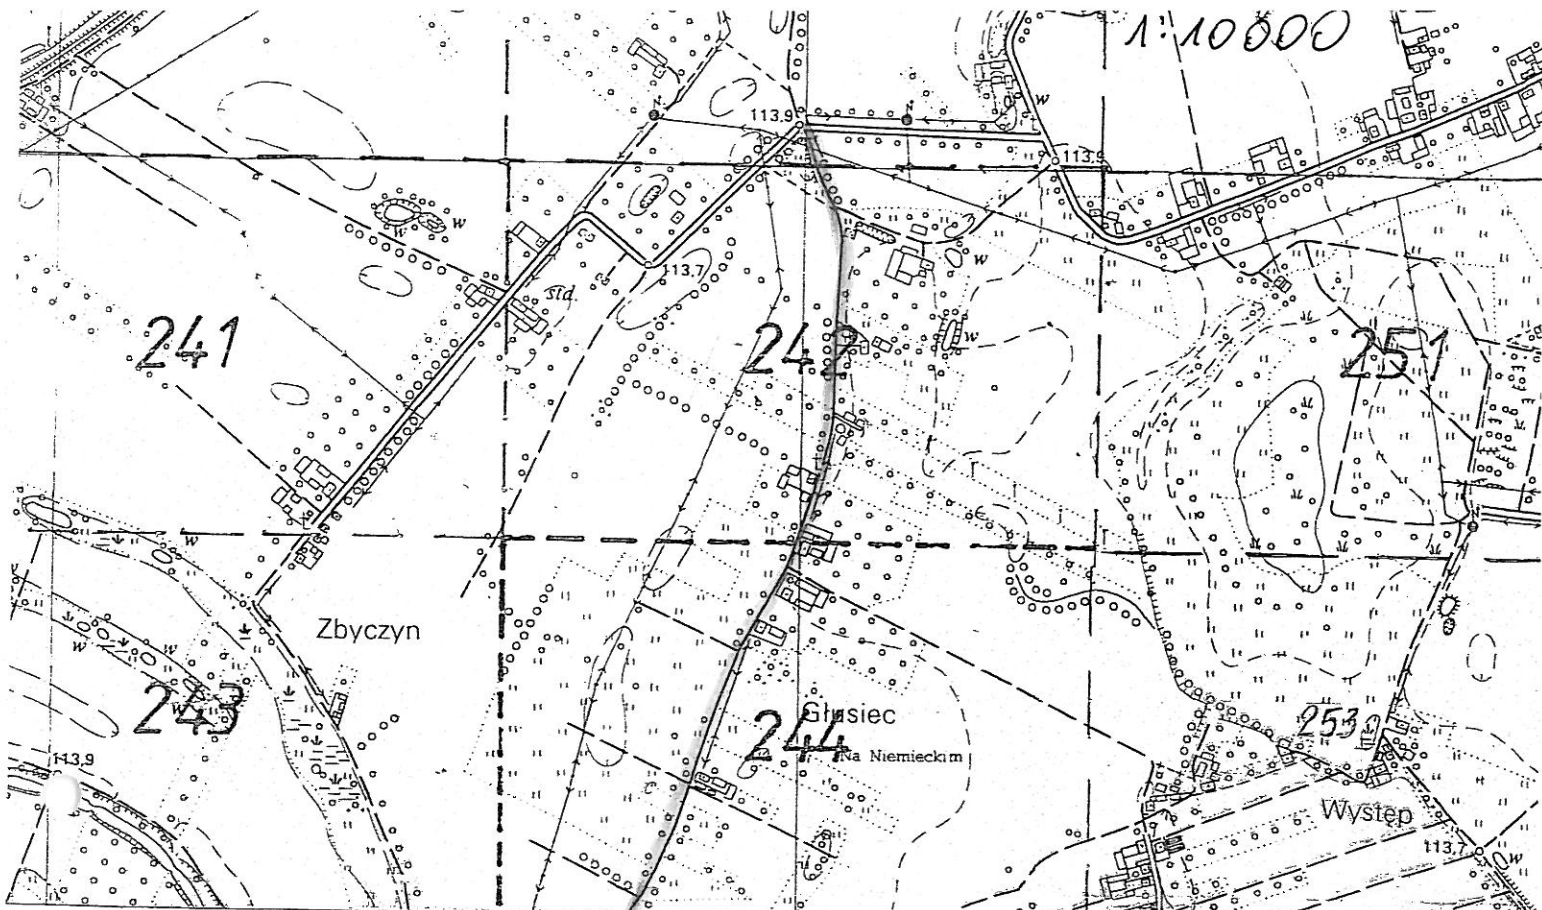 1:10000
N
N
113,9
w
113,9
w
w
w
113,7
std.
241
242
w
251
N
w
Zbyczyn
w
243
w
Głusiec
244
Na Niemieckim
253
113,9
Występ
113,7
w